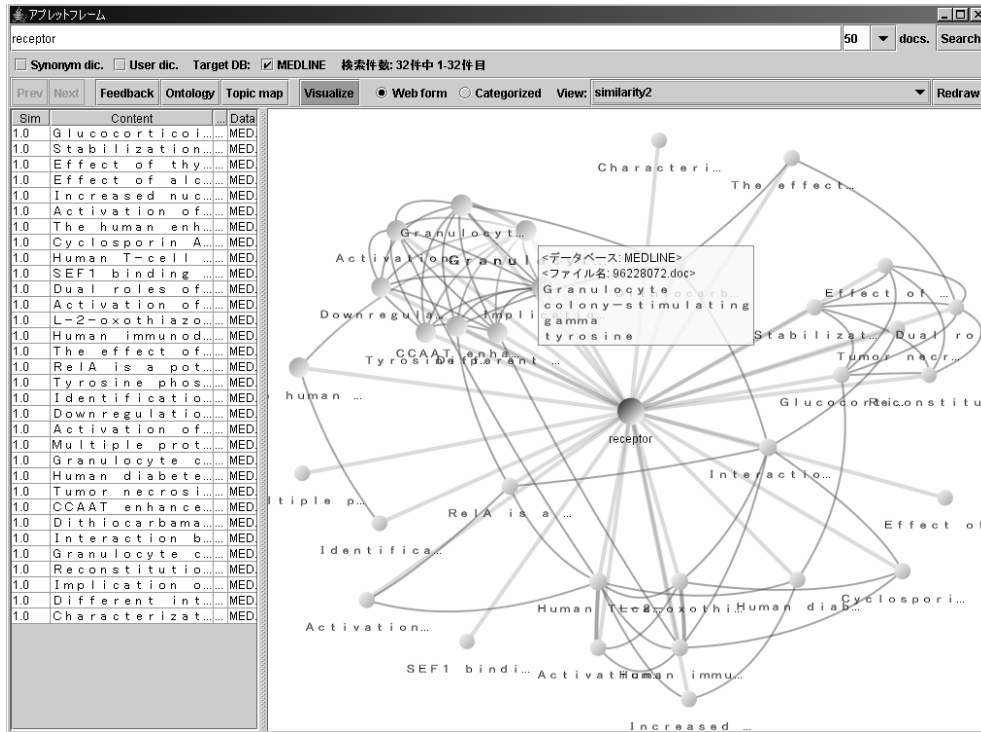 アプレットフレーム
receptor 50 docs. Search
Synonym dic. User dic. Target DB: MEDLINE 検索件数: 32件中 1-32件目
Prev Next Feedback Ontology Topic map Visualize Web form Categorized View: similarity2 Redraw
Sim Content ... Data
1.0 Glucocorticoi... ... MED.
1.0 Stabilization... ... MED.
1.0 Effect of thy... ... MED.
1.0 Effect of alc... ... MED.
1.0 Increased nuc... ... MED.
1.0 Activation of... ... MED.
1.0 The human enh... ... MED.
1.0 Cyclosporin A... ... MED.
1.0 Human T-cell ... ... MED.
1.0 SEF1 binding ... ... MED.
1.0 Dual roles of... ... MED.
1.0 Activation of... ... MED.
1.0 L-2-oxothiazo... ... MED.
1.0 Human immunod... ... MED.
1.0 The effect of... ... MED.
1.0 RelA is a pot... ... MED.
1.0 Tyrosine phos... ... MED.
1.0 Identificatio... ... MED.
1.0 Downregulatio... ... MED.
1.0 Activation of... ... MED.
1.0 Multiple prot... ... MED.
1.0 Granulocyte c... ... MED.
1.0 Human diabete... ... MED.
1.0 Tumor necrosi... ... MED.
1.0 CCAAT enhance... ... MED.
1.0 Dithiocarbama... ... MED.
1.0 Interaction b... ... MED.
1.0 Granulocyte c... ... MED.
1.0 Reconstitutio... ... MED.
1.0 Implication o... ... MED.
1.0 Different int... ... MED.
1.0 Characterizat... ... MED.
Characteri...
The effect...
Granulocyt...
Activation
Granuloc
<データベース: MEDLINE>
<ファイル名: 96228072.doc>
Granulocyte
colony-stimulating
gamma
tyrosine
Effect of ...
Downregula...
Implicatio
Stabilizat...
Dual ro
CCAAT enha...
Tumor necr...
human ...
Glucocortic...
Reconstitu
receptor
Interactio...
ltiple p...
RelA is a ...
Effect of
Identifica...
Cyclospori...
Human diab...
Activation...
SEF1 bindi...
Human immu...
Increased ...